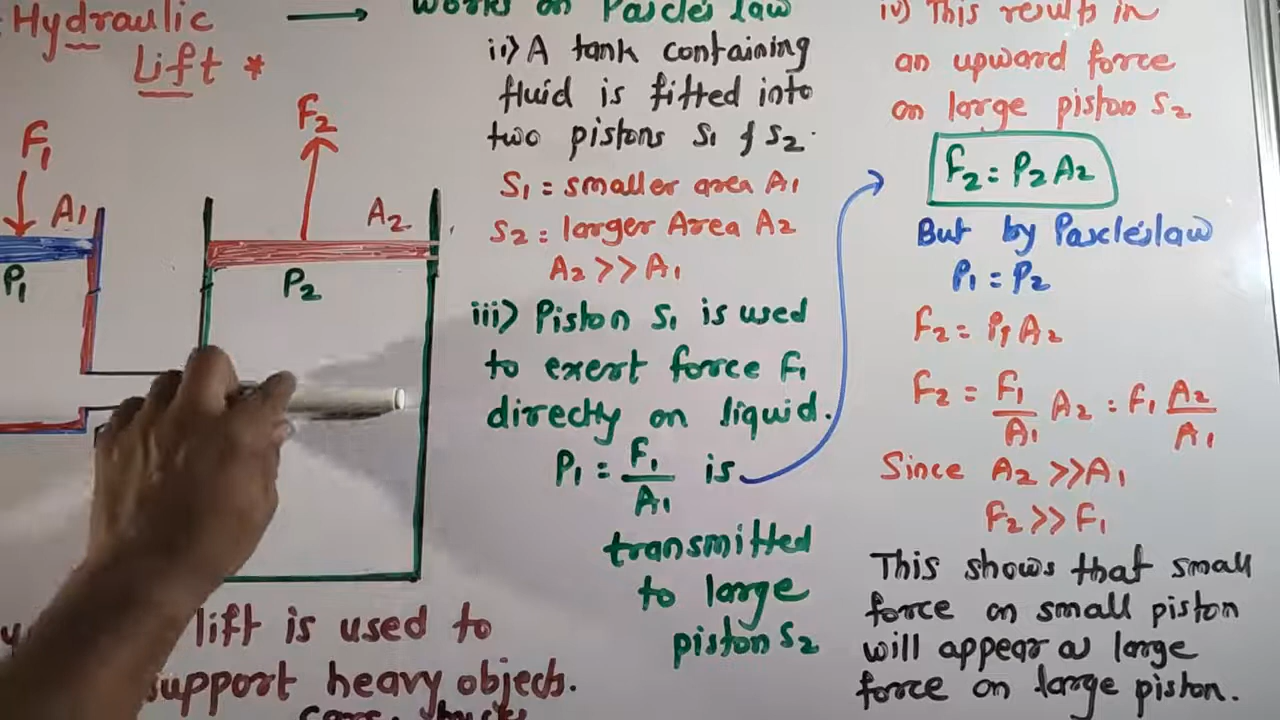 Hydraulic
Lift *
works on Pascle's law
F1
F2
A1
A2
P1
P2
lift is used to
support heavy objects.
ii) A tank containing
fluid is fitted into
two pistons S1 & S2.
S1 = smaller area A1
S2 = larger Area A2
A2 >> A1
iii) Piston S1 is used
to exert force F1
directly on liquid.
P1 = F1/A1 is
transmitted
to large
piston S2
iv) This results in
an upward force
on large piston S2
F2 = P2 A2
But by Pascle's law
P1 = P2
F2 = P1 A2
F2 = F1/A1 A2 = F1 A2/A1
Since A2 >> A1
F2 >> F1
This shows that small
force on small piston
will appear as large
force on large piston.